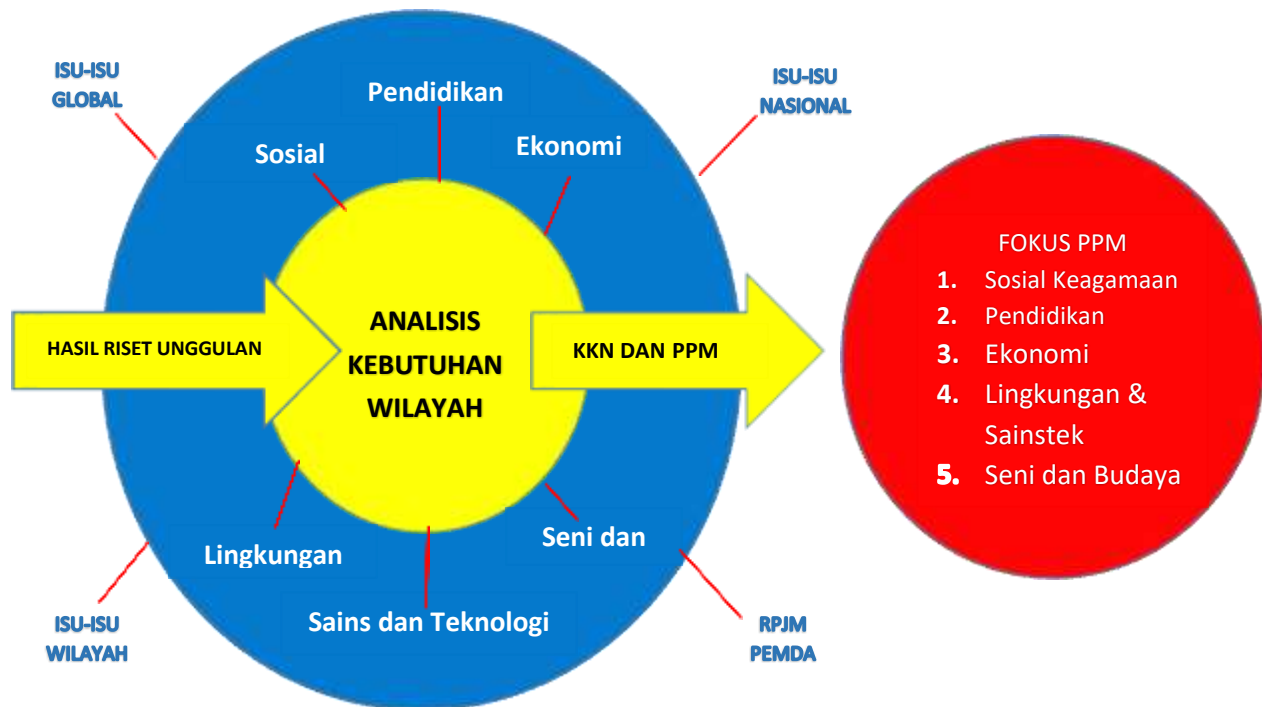 ISU-ISU
GLOBAL
Pendidikan
ISU-ISU
NASIONAL
Sosial
Ekonomi
HASIL RISET UNGGULAN
ANALISIS
KEBUTUHAN
WILAYAH
KKN DAN PPM
FOKUS PPM
1. Sosial Keagamaan
2. Pendidikan
3. Ekonomi
4. Lingkungan &
Sainstek
5. Seni dan Budaya
Lingkungan
Seni dan
Sains dan Teknologi
ISU-ISU
WILAYAH
RPJM
PEMDA